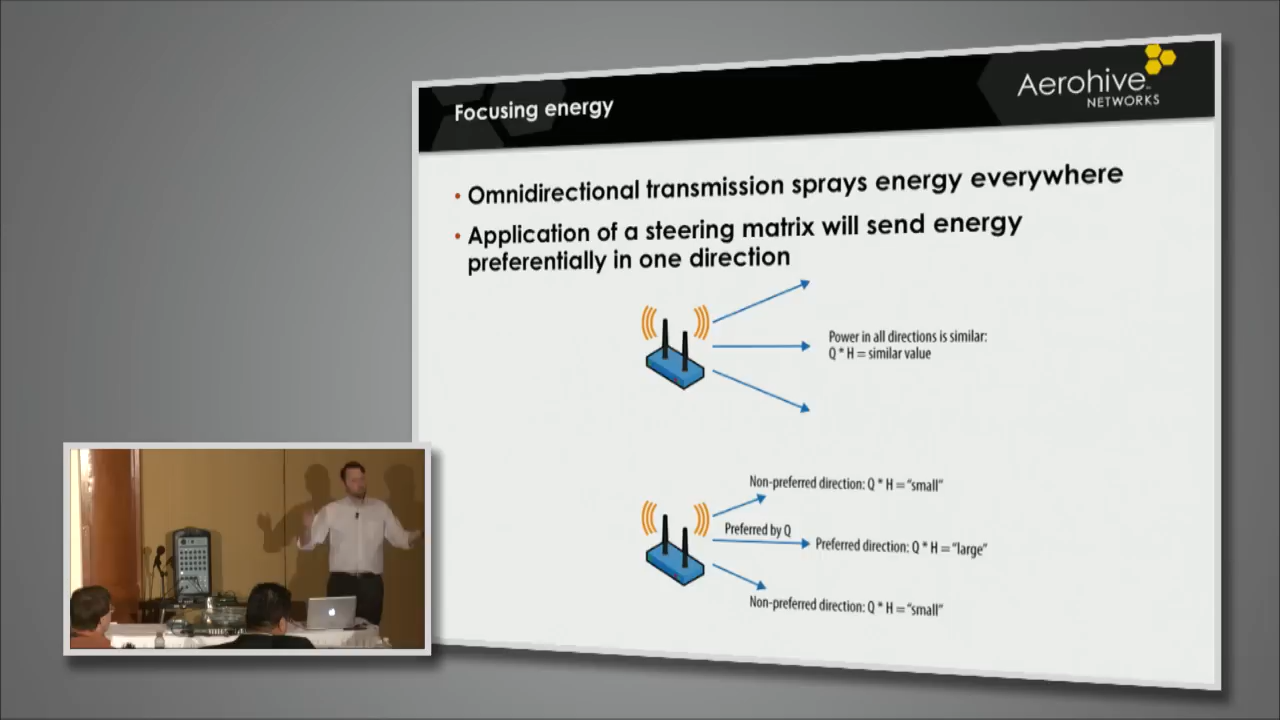 Focusing energy
Aerohive
NETWORKS
• Omnidirectional transmission sprays energy everywhere
• Application of a steering matrix will send energy
preferentially in one direction
Power in all directions is similar:
Q * H = similar value
Non-preferred direction: Q * H = “small”
Preferred by Q
Preferred direction: Q * H = “large”
Non-preferred direction: Q * H = “small”